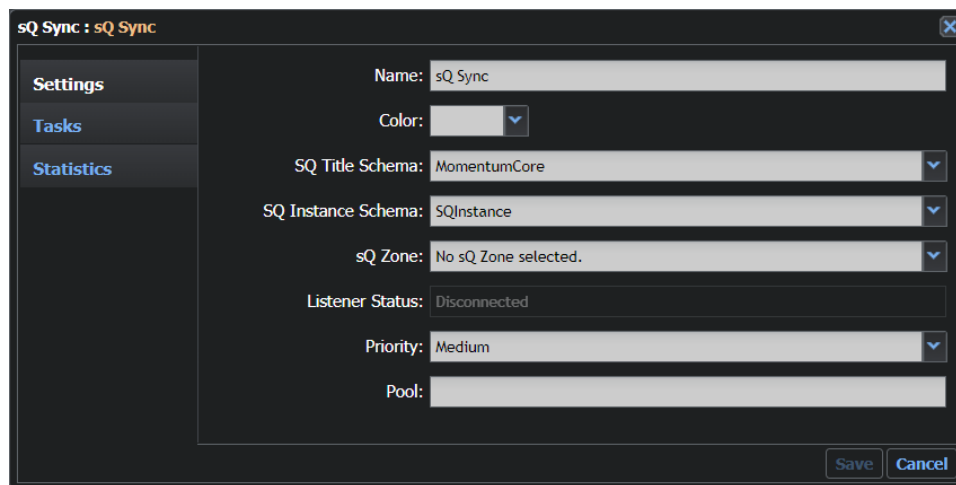 sQ Sync : sQ Sync
Settings
Tasks
Statistics
Name: sQ Sync
Color:
SQ Title Schema: MomentumCore
SQ Instance Schema: SQInstance
sQ Zone: No sQ Zone selected.
Listener Status: Disconnected
Priority: Medium
Pool:
Save Cancel